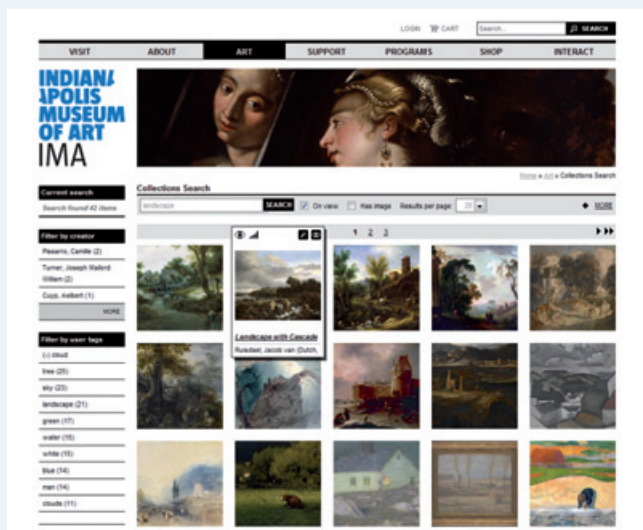 LOGIN CART Search... SEARCH
VISIT ABOUT ART SUPPORT PROGRAMS SHOP INTERACT
INDIANA
APOLIS
MUSEUM
OF ART
IMA
Home » Art » Collections Search
Current search
Search found 42 items
Collections Search
landscape SEARCH On view Has image Results per page: 20 MORE
1 2 3
Filter by creator
Pissarro, Camille (2)
Turner, Joseph Mallord
William (2)
Cuyp, Aelbert (1)
MORE
Landscape with Cascade
Ruisdael, Jacob van (Dutch,
Filter by user tags
(-) cloud
tree (25)
sky (23)
landscape (21)
green (17)
water (15)
white (15)
blue (14)
men (14)
clouds (11)